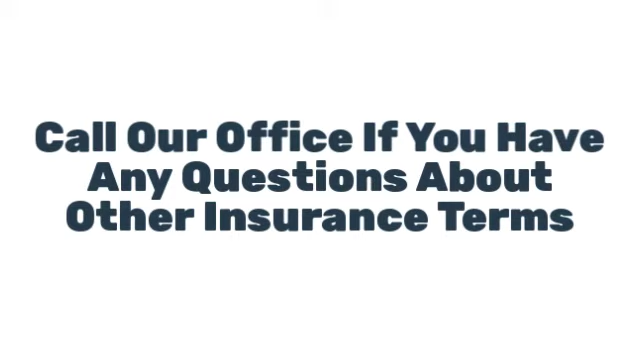 Call Our Office If You Have
Any Questions About
Other Insurance Terms